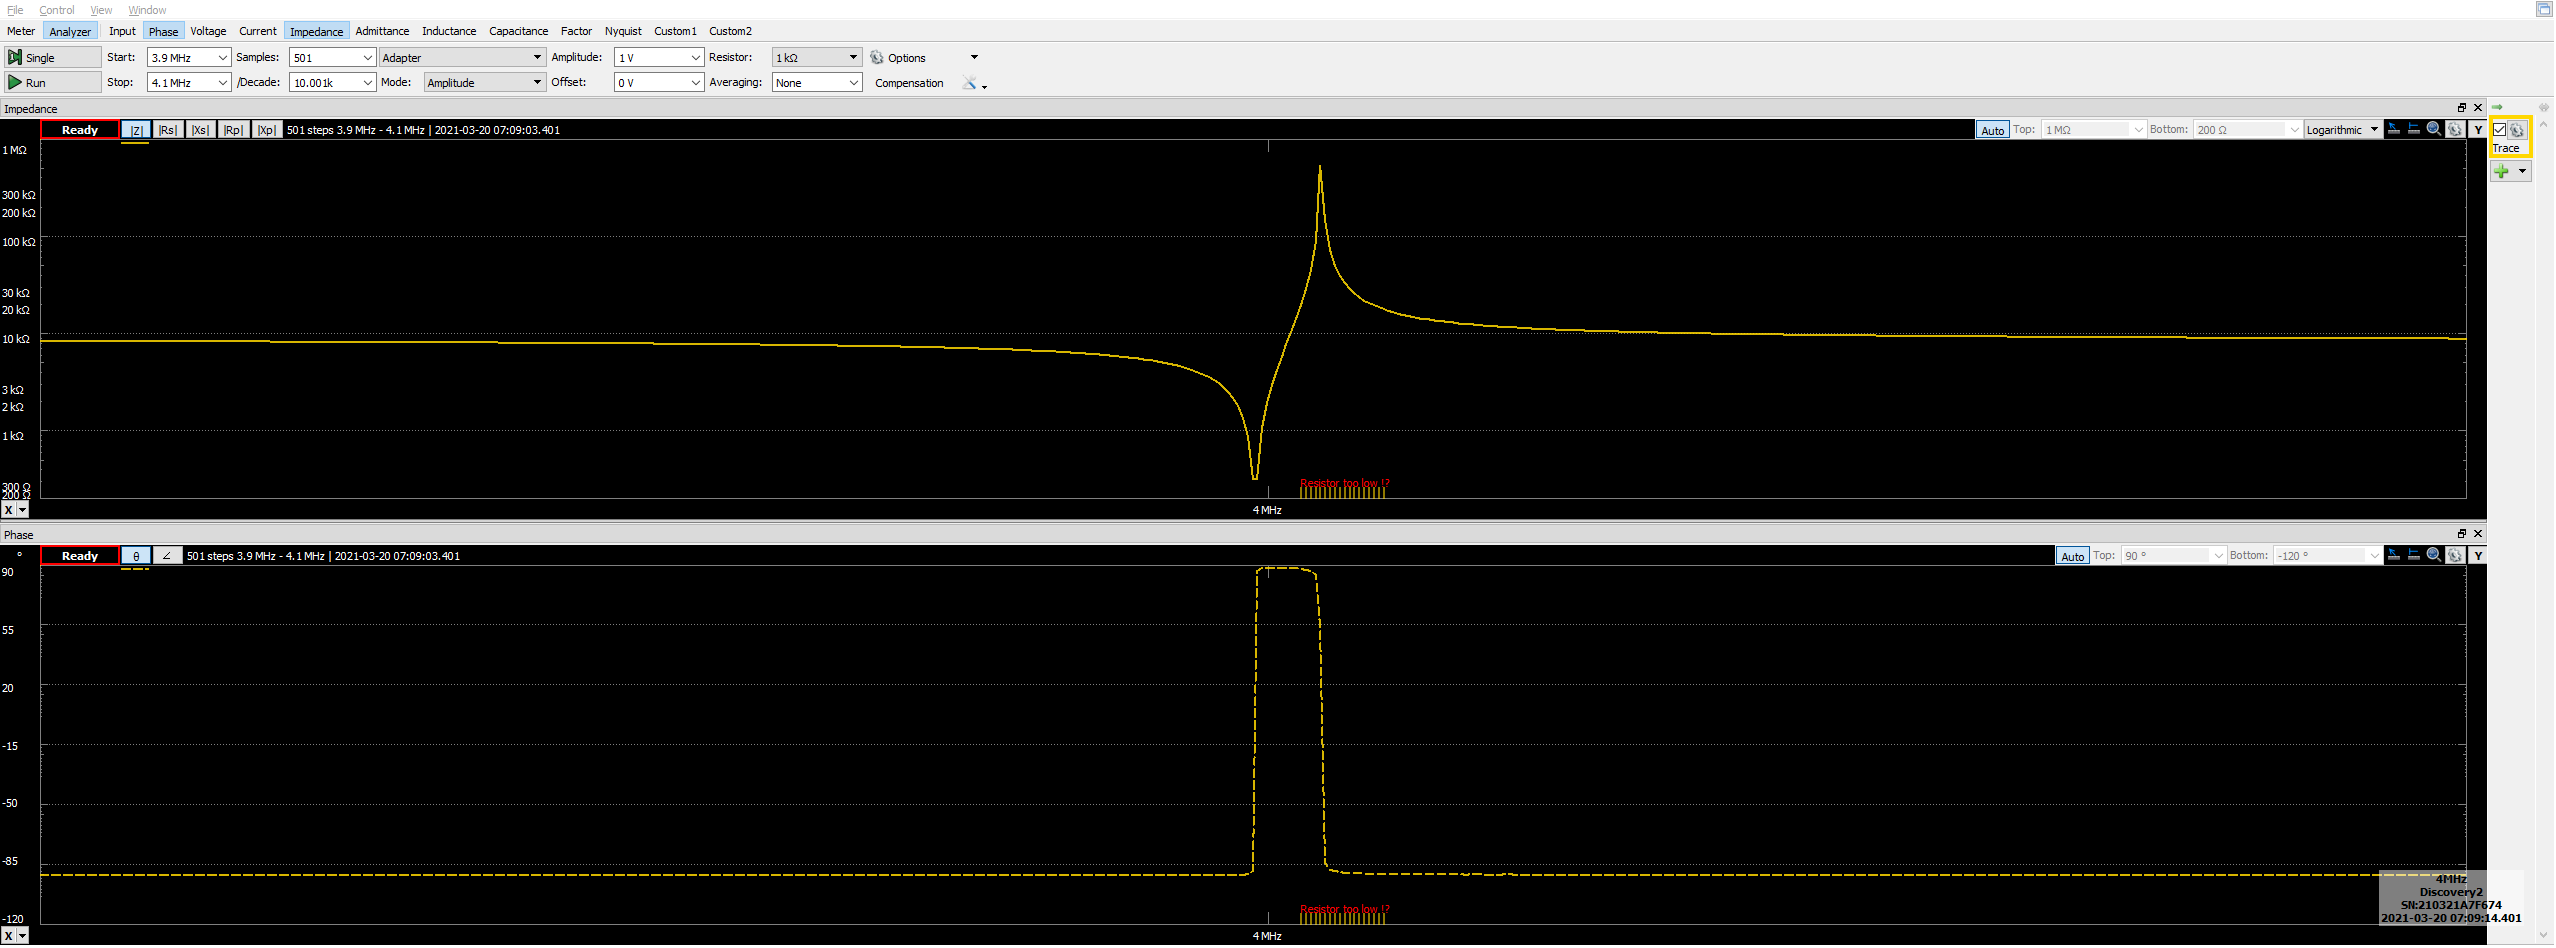 File Control View Window
Meter Analyzer Input Phase Voltage Current Impedance Admittance Inductance Capacitance Factor Nyquist Custom1 Custom2
Single Start: 3.9 MHz Samples: 501 Adapter Amplitude: 1 V Resistor: 1 kΩ Options
Run Stop: 4.1 MHz /Decade: 10.001k Mode: Amplitude Offset: 0 V Averaging: None Compensation
Impedance
Ready |Z| |Rs| |Xs| |Rp| |Xp| 501 steps 3.9 MHz - 4.1 MHz | 2021-03-20 07:09:03.401 Auto Top: 1 MΩ Bottom: 200 Ω Logarithmic Y
Trace
1 MΩ
300 kΩ
200 kΩ
100 kΩ
30 kΩ
20 kΩ
10 kΩ
3 kΩ
2 kΩ
1 kΩ
300 Ω
200 Ω
Resistor too low !?
X 4 MHz
Phase
° Ready θ ∠ 501 steps 3.9 MHz - 4.1 MHz | 2021-03-20 07:09:03.401 Auto Top: 90 ° Bottom: -120 ° Y
90
55
20
-15
-50
-85
-120
Resistor too low !?
X 4 MHz
4MHz
Discovery2
SN:210321A7F674
2021-03-20 07:09:14.401